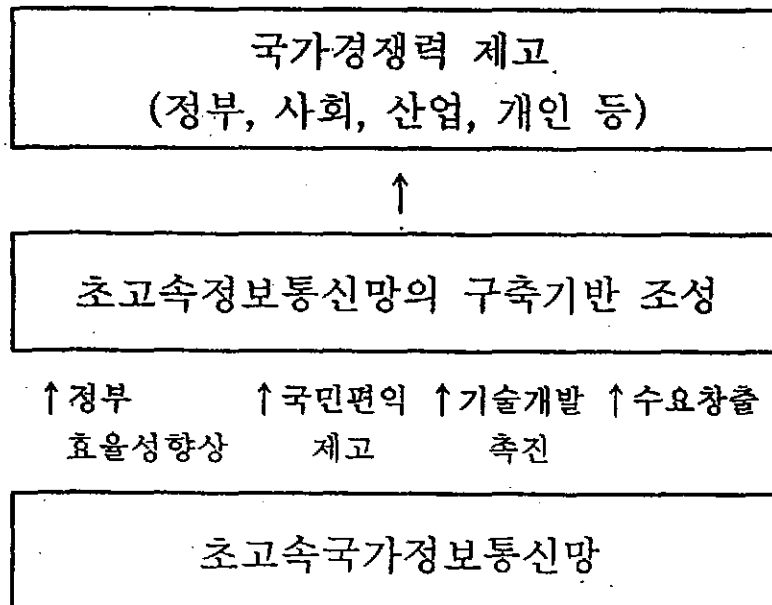 국가경쟁력 제고
(정부, 사회, 산업, 개인 등)
↑
초고속정보통신망의 구축기반 조성
↑정부 ↑국민편익 ↑기술개발 ↑수요창출
효율성향상 제고 촉진
초고속국가정보통신망